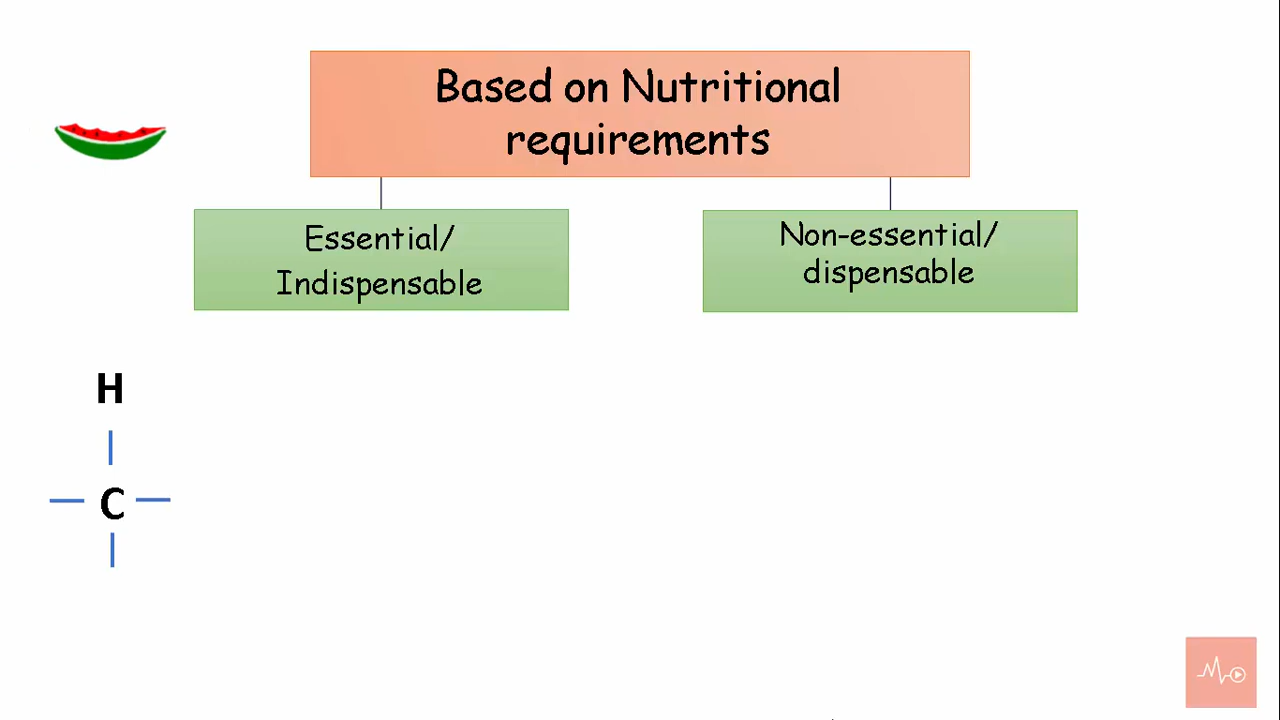 Based on Nutritional
requirements
Essential/
Indispensable
Non-essential/
dispensable
H
C